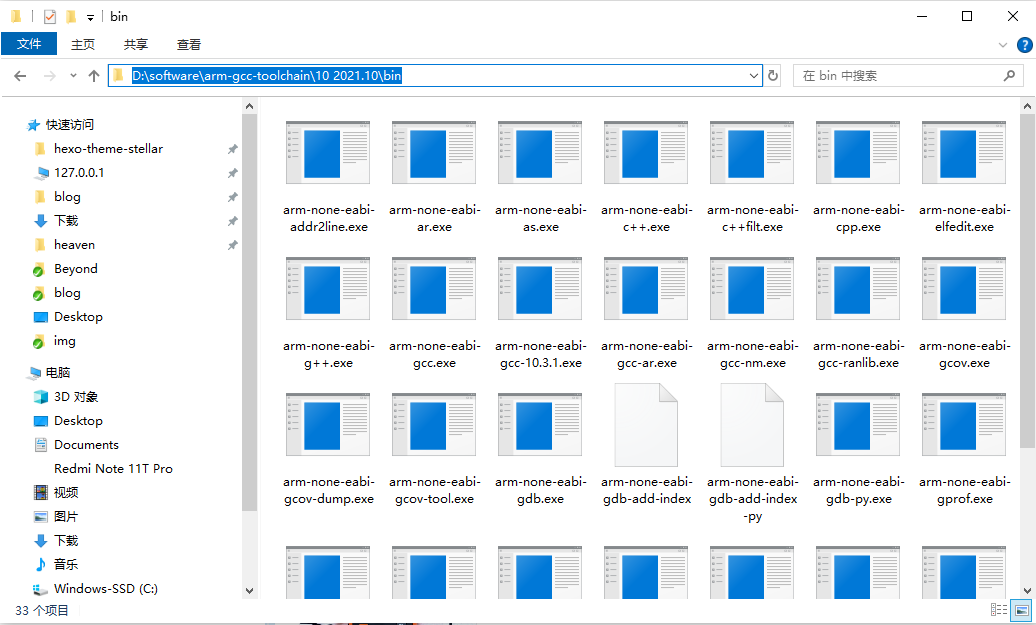 bin
文件 主页 共享 查看
D:\software\arm-gcc-toolchain\10 2021.10\bin
在 bin 中搜索
快速访问
hexo-theme-stellar
127.0.0.1
blog
下载
heaven
Beyond
blog
Desktop
img
电脑
3D 对象
Desktop
Documents
Redmi Note 11T Pro
视频
图片
下载
音乐
Windows-SSD (C:)
arm-none-eabi-
addr2line.exe
arm-none-eabi-
ar.exe
arm-none-eabi-
as.exe
arm-none-eabi-
c++.exe
arm-none-eabi-
c++filt.exe
arm-none-eabi-
cpp.exe
arm-none-eabi-
elfedit.exe
arm-none-eabi-
g++.exe
arm-none-eabi-
gcc.exe
arm-none-eabi-
gcc-10.3.1.exe
arm-none-eabi-
gcc-ar.exe
arm-none-eabi-
gcc-nm.exe
arm-none-eabi-
gcc-ranlib.exe
arm-none-eabi-
gcov.exe
arm-none-eabi-
gcov-dump.exe
arm-none-eabi-
gcov-tool.exe
arm-none-eabi-
gdb.exe
arm-none-eabi-
gdb-add-index
arm-none-eabi-
gdb-add-index
-py
arm-none-eabi-
gdb-py.exe
arm-none-eabi-
gprof.exe
33 个项目